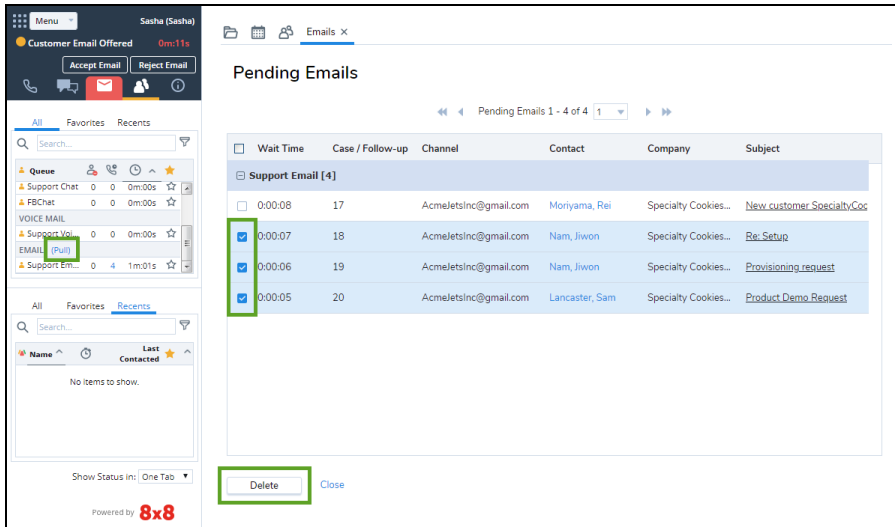 Menu Sasha (Sasha)
Customer Email Offered 0m:11s
Accept Email Reject Email
All Favorites Recents
Search...
Queue
Support Chat 0 0 0m:00s
FBChat 0 0 0m:00s
VOICE MAIL
Support Voi... 0 0 0m:00s
EMAIL (Pull)
Support Em... 0 4 1m:01s
All Favorites Recents
Search...
Name Last Contacted
No items to show.
Show Status in: One Tab
Powered by 8x8
Emails
Pending Emails
Pending Emails 1 - 4 of 4 1
Wait Time Case / Follow-up Channel Contact Company Subject
Support Email [4]
0:00:08 17 AcmeJetsInc@gmail.com Moriyama, Rei Specialty Cookies... New customer SpecialtyCoo
0:00:07 18 AcmeJetsInc@gmail.com Nam, Jiwon Specialty Cookies... Re: Setup
0:00:06 19 AcmeJetsInc@gmail.com Nam, Jiwon Specialty Cookies... Provisioning request
0:00:05 20 AcmeJetsInc@gmail.com Lancaster, Sam Specialty Cookies... Product Demo Request
Delete Close